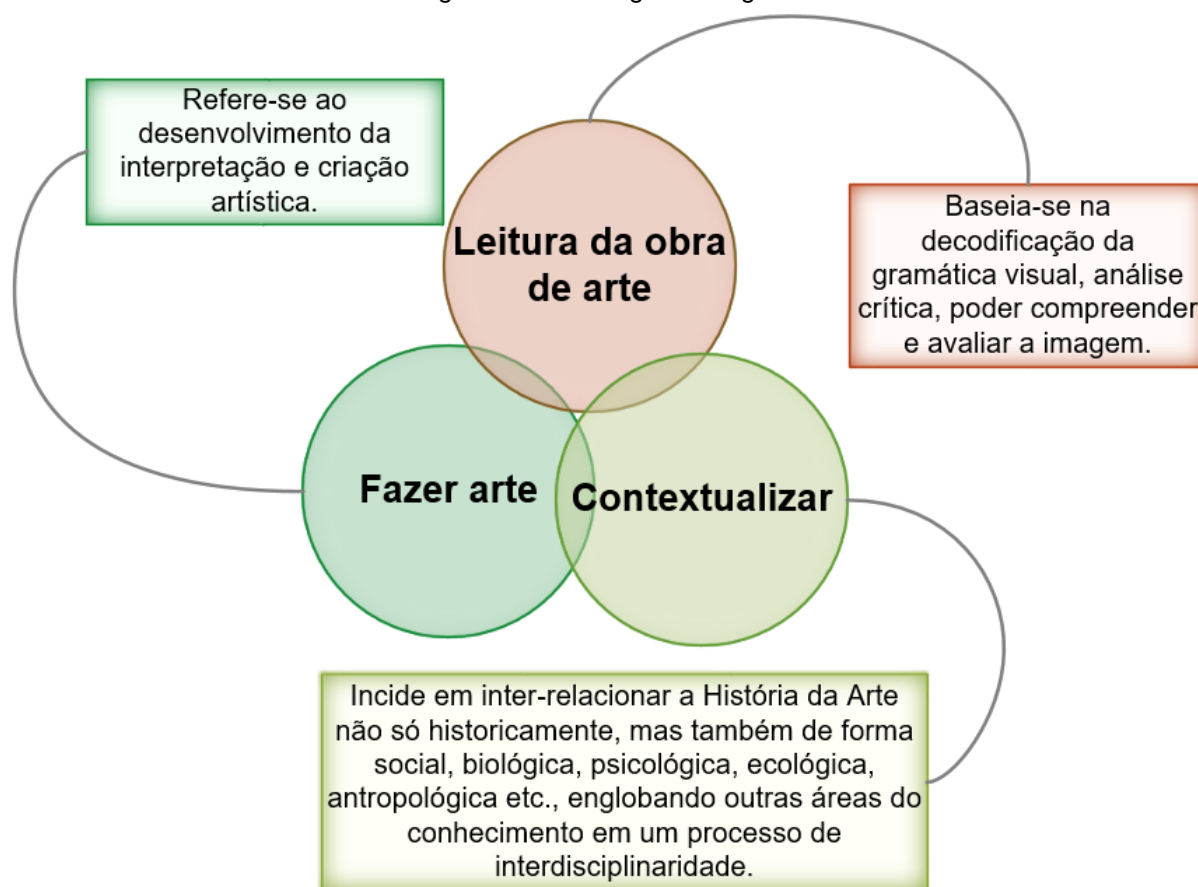 Refere-se ao
desenvolvimento da
interpretação e criação
artística.
Leitura da obra
de arte
Baseia-se na
decodificação da
gramática visual, análise
crítica, poder compreender
e avaliar a imagem.
Fazer arte
Contextualizar
Incide em inter-relacionar a História da Arte
não só historicamente, mas também de forma
social, biológica, psicológica, ecológica,
antropológica etc., englobando outras áreas do
conhecimento em um processo de
interdisciplinaridade.